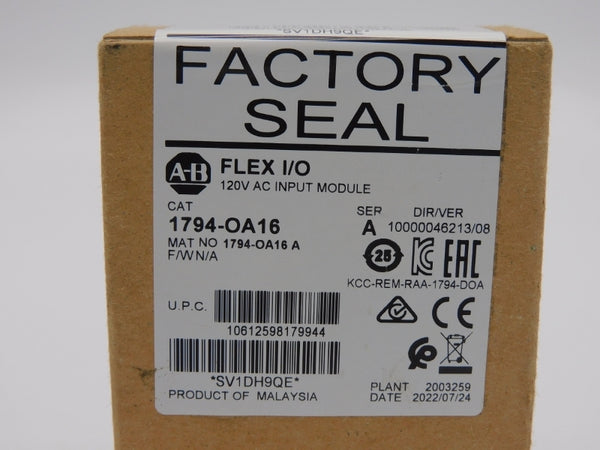 *SV1DH9QE*
FACTORY
SEAL
A-B
FLEX I/O
120V AC INPUT MODULE
CAT
1794-OA16
SER
A
DIR/VER
10000046213/08
MAT NO 1794-OA16 A
F/W N/A
25
EAC
KCC-REM-RAA-1794-DOA
U.P.C.
10612598179944
CE
*SV1DH9QE*
PRODUCT OF MALAYSIA
PLANT 2003259
DATE 2022/07/24